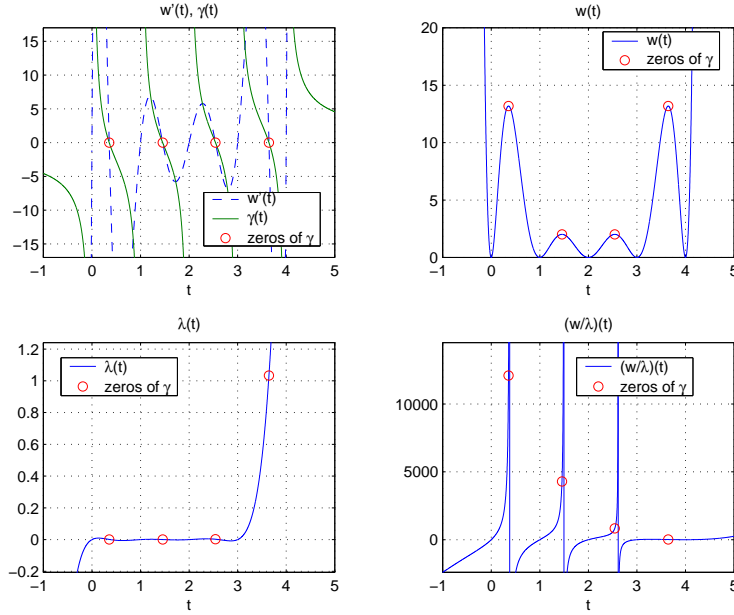 w'(t), γ(t)
15
10
5
0
−5
−10
−15
−1 0 1 2 3 4 5
t
w'(t)
γ(t)
zeros of γ
w(t)
20
15
10
5
0
−1 0 1 2 3 4 5
t
w(t)
zeros of γ
λ(t)
1.2
1
0.8
0.6
0.4
0.2
0
−0.2
−1 0 1 2 3 4 5
t
λ(t)
zeros of γ
(w/λ)(t)
10000
5000
0
−1 0 1 2 3 4 5
t
(w/λ)(t)
zeros of γ